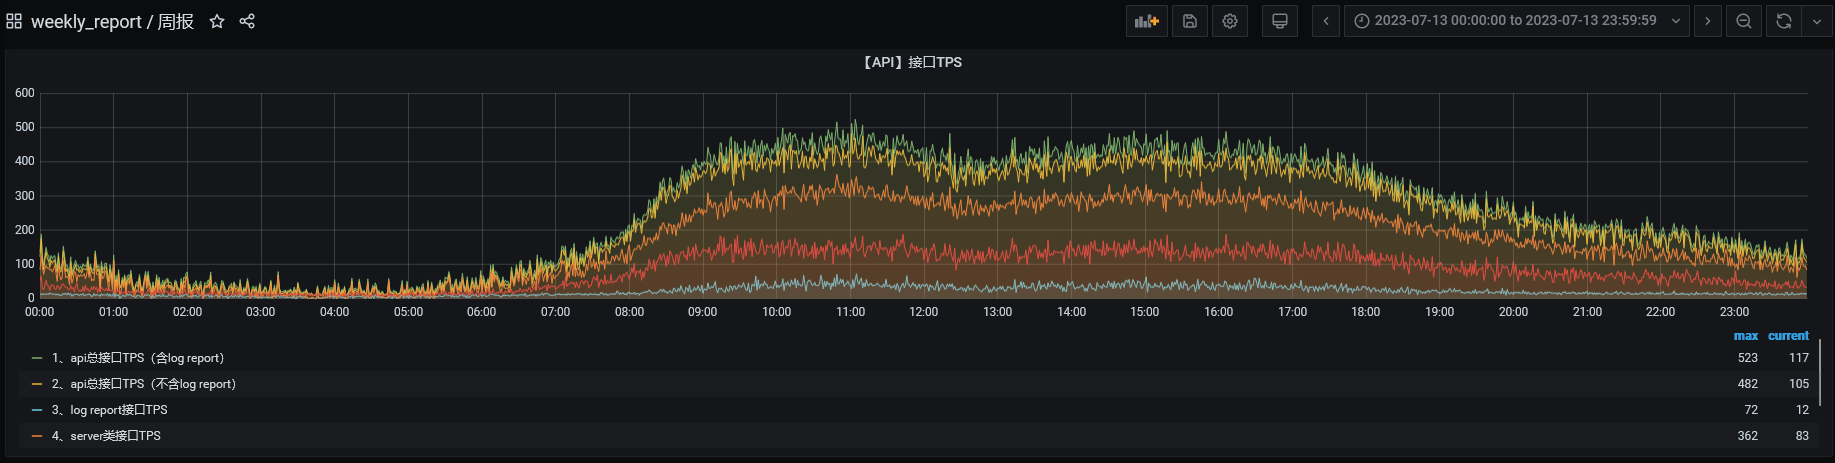 weekly_report / 周报
2023-07-13 00:00:00 to 2023-07-13 23:59:59
【API】接口TPS
600
500
400
300
200
100
0
00:00 01:00 02:00 03:00 04:00 05:00 06:00 07:00 08:00 09:00 10:00 11:00 12:00 13:00 14:00 15:00 16:00 17:00 18:00 19:00 20:00 21:00 22:00 23:00
max current
1、api总接口TPS（含log report） 523 117
2、api总接口TPS（不含log report） 482 105
3、log report接口TPS 72 12
4、server类接口TPS 362 83